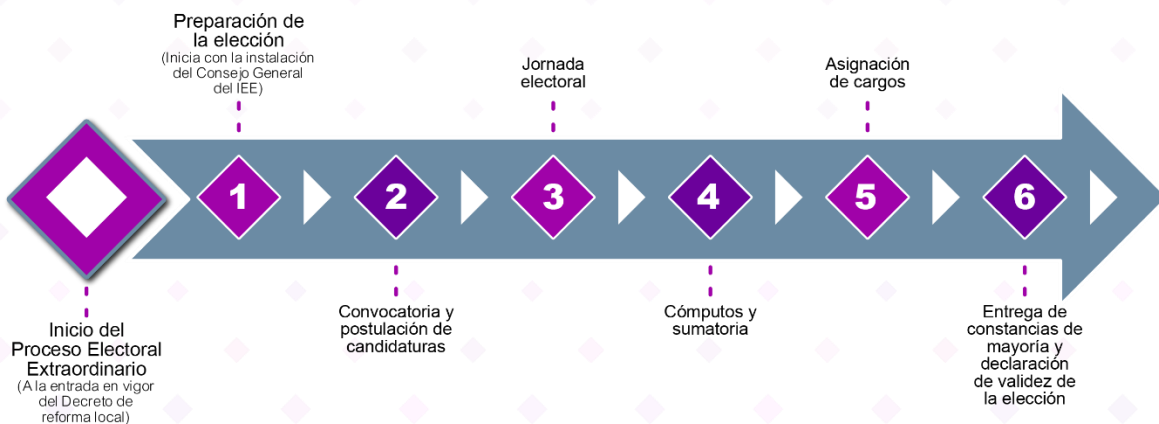 Inicio del
Proceso Electoral
Extraordinario
(A la entrada en vigor
del Decreto de
reforma local)
Preparación de
la elección
(Inicia con la instalación
del Consejo General
del IEE)
1
2
Convocatoria y
postulación de
candidaturas
Jornada
electoral
3
4
Cómputos y
sumatoria
Asignación
de cargos
5
6
Entrega de
constancias de
mayoría y
declaración
de validez de
la elección